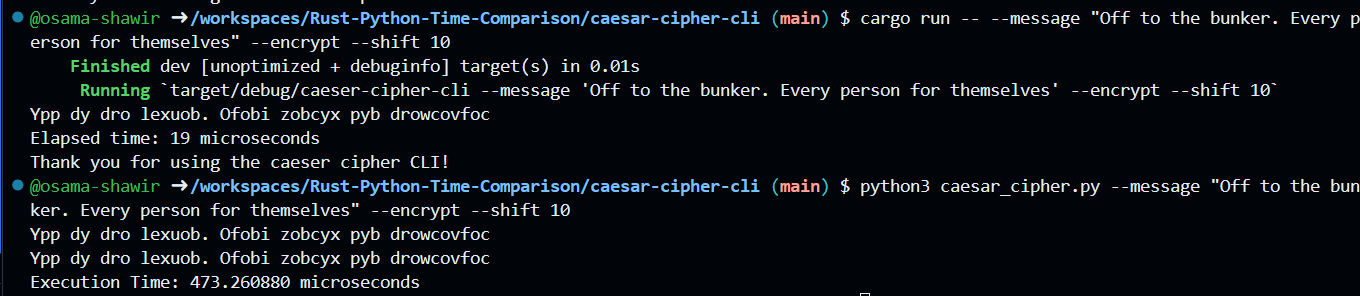 @osama-shawir ➜/workspaces/Rust-Python-Time-Comparison/caesar-cipher-cli (main) $ cargo run -- --message "Off to the bunker. Every p
erson for themselves" --encrypt --shift 10
Finished dev [unoptimized + debuginfo] target(s) in 0.01s
Running `target/debug/caeser-cipher-cli --message 'Off to the bunker. Every person for themselves' --encrypt --shift 10`
Ypp dy dro lexuob. Ofobi zobcyx pyb drowcovfoc
Elapsed time: 19 microseconds
Thank you for using the caeser cipher CLI!
@osama-shawir ➜/workspaces/Rust-Python-Time-Comparison/caesar-cipher-cli (main) $ python3 caesar_cipher.py --message "Off to the bun
ker. Every person for themselves" --encrypt --shift 10
Ypp dy dro lexuob. Ofobi zobcyx pyb drowcovfoc
Ypp dy dro lexuob. Ofobi zobcyx pyb drowcovfoc
Execution Time: 473.260880 microseconds